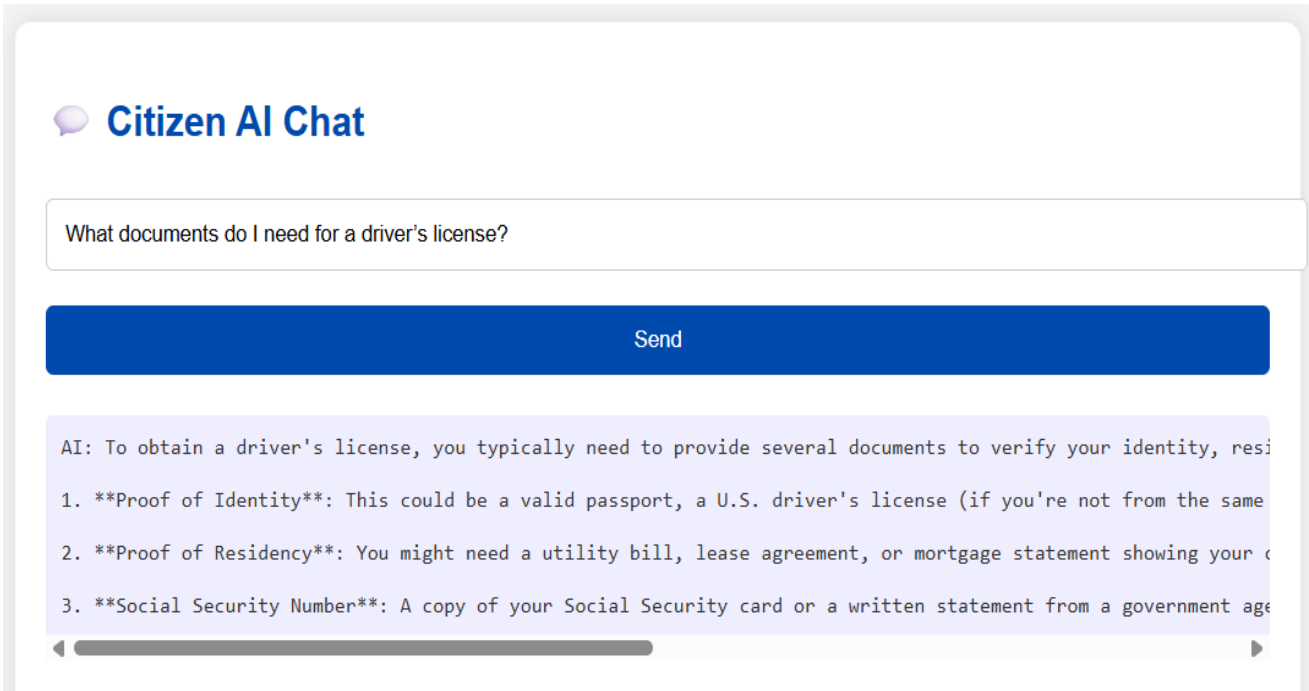 Citizen AI Chat
What documents do I need for a driver’s license?
Send
AI: To obtain a driver's license, you typically need to provide several documents to verify your identity,
1. **Proof of Identity**: This could be a valid passport, a U.S. driver's license (if you're not from the same
2. **Proof of Residency**: You might need a utility bill, lease agreement, or mortgage statement showing your
3. **Social Security Number**: A copy of your Social Security card or a written statement from a government